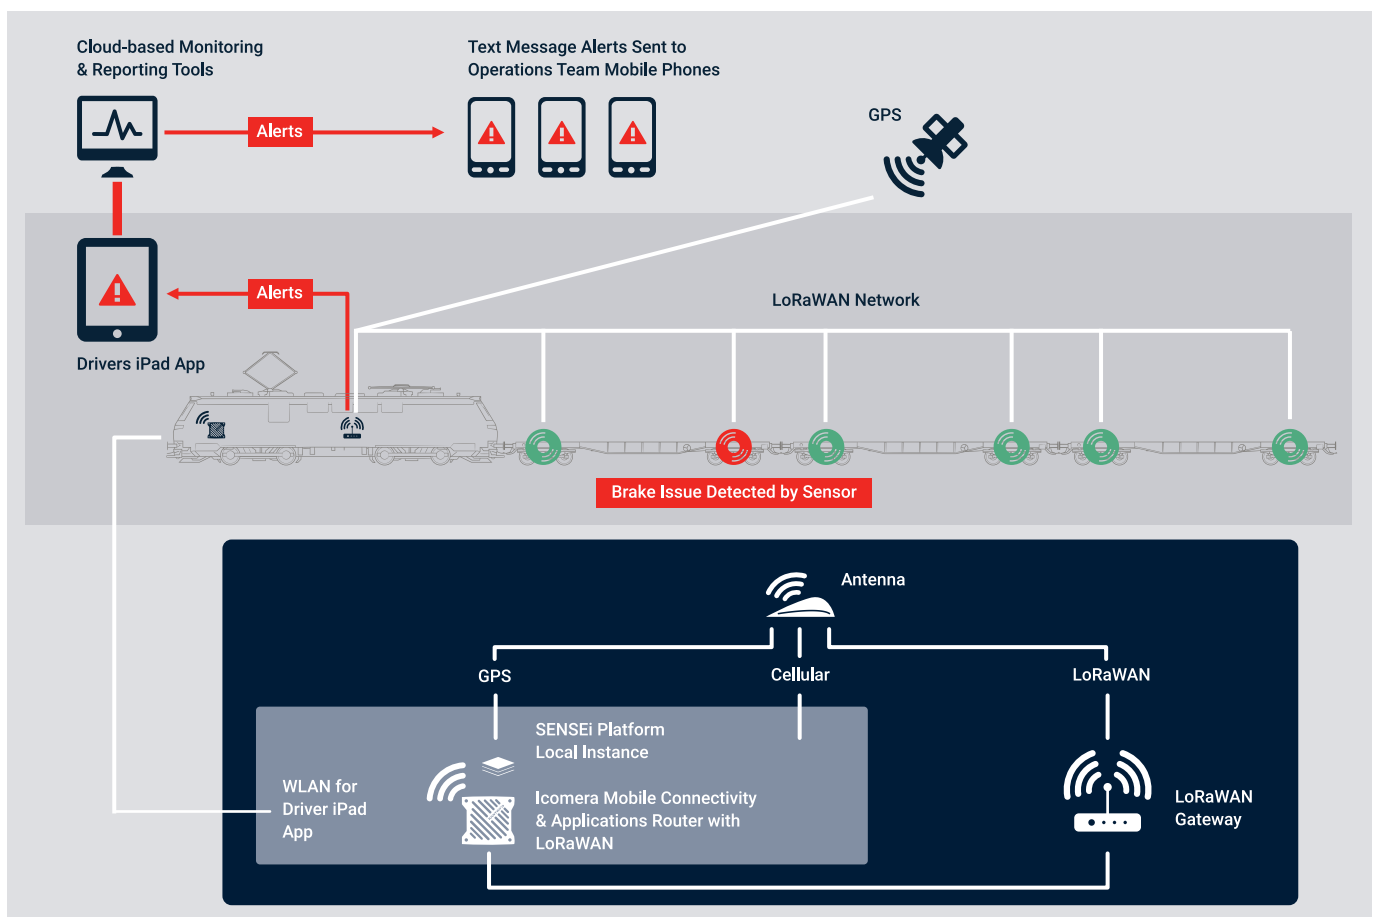 Cloud-based Monitoring
& Reporting Tools
Text Message Alerts Sent to
Operations Team Mobile Phones
Alerts
GPS
Alerts
LoRaWAN Network
Drivers iPad App
Brake Issue Detected by Sensor
Antenna
GPS
Cellular
LoRaWAN
SENSEi Platform
Local Instance
WLAN for
Driver iPad
App
Icomera Mobile Connectivity
& Applications Router with
LoRaWAN
LoRaWAN
Gateway